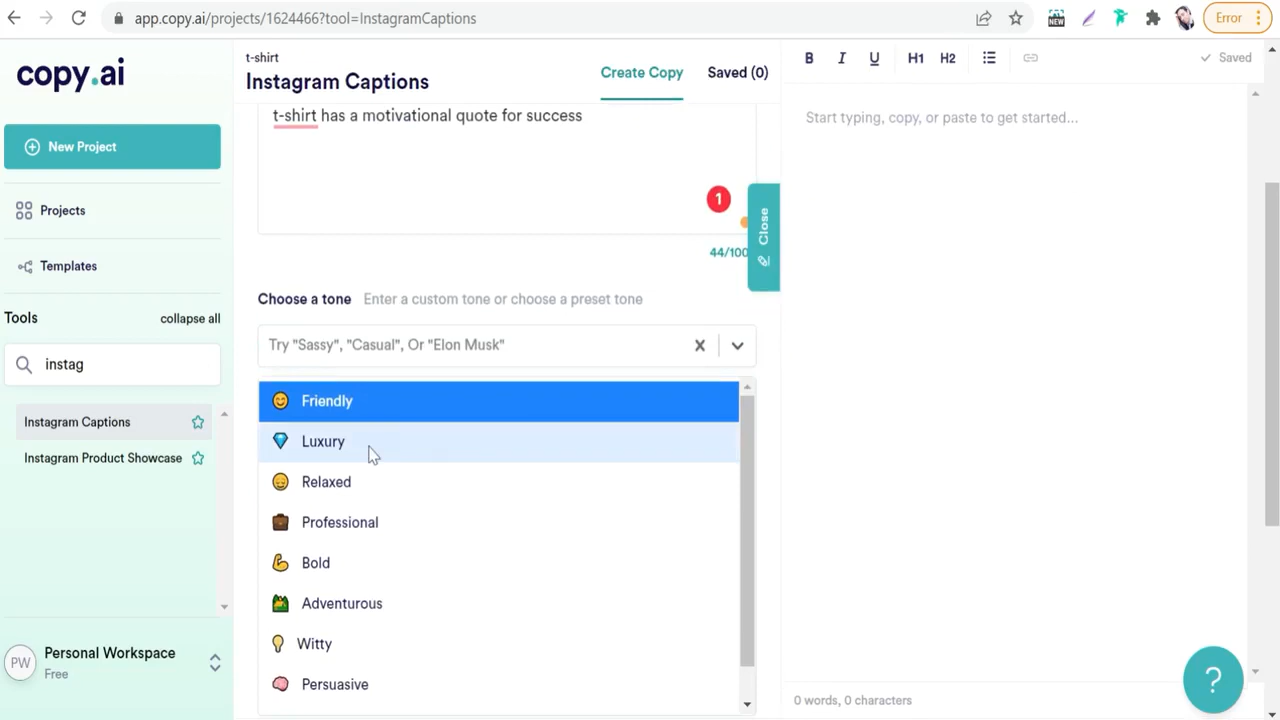 app.copy.ai/projects/1624466?tool=InstagramCaptions
NEW
Error
copy.ai
New Project
Projects
Templates
Tools
collapse all
instag
Instagram Captions
Instagram Product Showcase
PW
Personal Workspace
Free
t-shirt
Instagram Captions
Create Copy
Saved (0)
t-shirt has a motivational quote for success
1
44/100
Close
Choose a tone
Enter a custom tone or choose a preset tone
Try "Sassy", "Casual", Or "Elon Musk"
Friendly
Luxury
Relaxed
Professional
Bold
Adventurous
Witty
Persuasive
B I U H1 H2
Saved
Start typing, copy, or paste to get started...
0 words, 0 characters
?